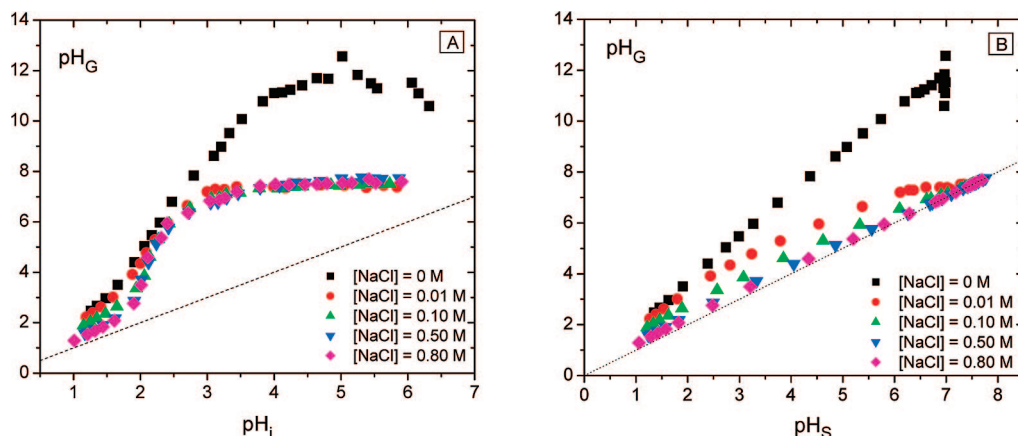 A
pH_G
14
12
10
8
6
4
2
0
1 2 3 4 5 6 7
pH_i
[NaCl] = 0 M
[NaCl] = 0.01 M
[NaCl] = 0.10 M
[NaCl] = 0.50 M
[NaCl] = 0.80 M
B
pH_G
14
12
10
8
6
4
2
0
0 1 2 3 4 5 6 7 8
pH_S
[NaCl] = 0 M
[NaCl] = 0.01 M
[NaCl] = 0.10 M
[NaCl] = 0.50 M
[NaCl] = 0.80 M